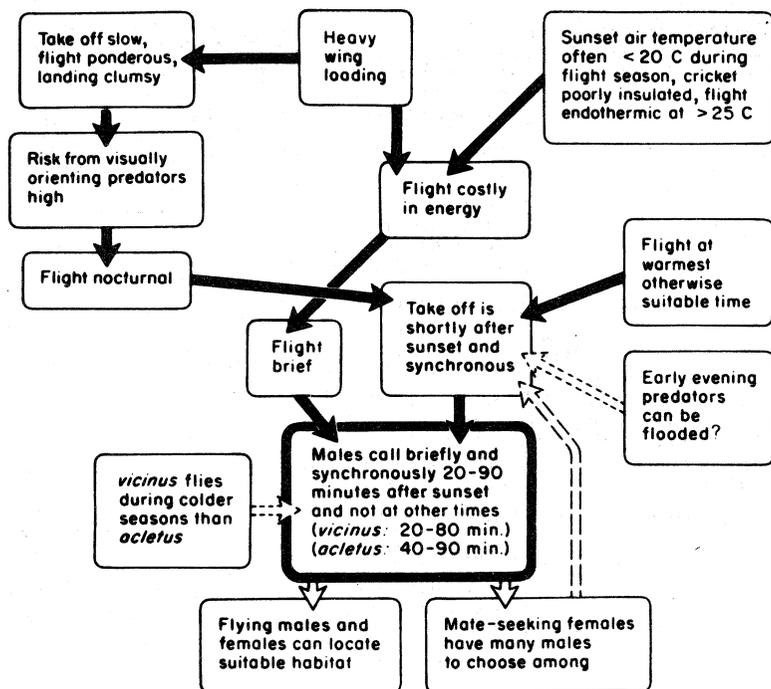 Take off slow,
flight ponderous,
landing clumsy
Heavy
wing
loading
Sunset air temperature
often <20 C during
flight season, cricket
poorly insulated, flight
endothermic at >25 C
Risk from visually
orienting predators
high
Flight costly
in energy
Flight nocturnal
Flight at
warmest
otherwise
suitable time
Take off is
shortly after
sunset and
synchronous
Flight
brief
Early evening
predators
can be
flooded?
Males call briefly and
synchronously 20-90
minutes after sunset
and not at other times
(vicinus: 20-80 min.)
(acletus: 40-90 min.)
vicinus flies
during colder
seasons than
acletus
Flying males and
females can locate
suitable habitat
Mate-seeking females
have many males
to choose among